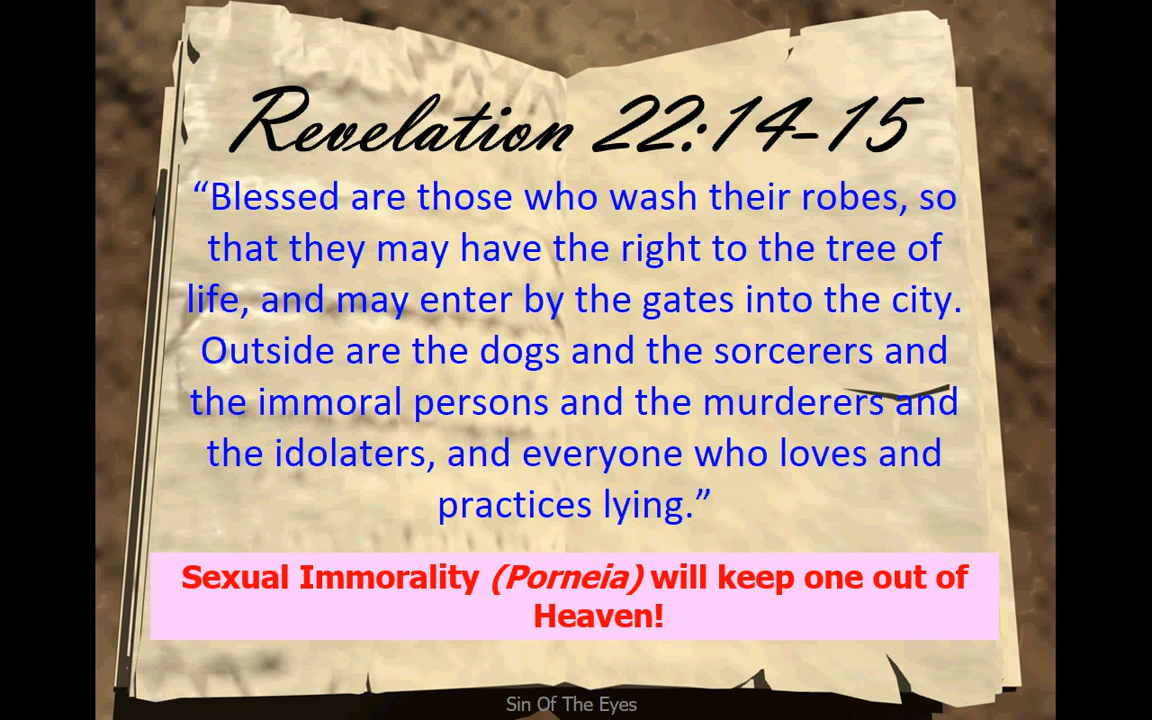 Revelation 22:14-15
“Blessed are those who wash their robes, so
that they may have the right to the tree of
life, and may enter by the gates into the city.
Outside are the dogs and the sorcerers and
the immoral persons and the murderers and
the idolaters, and everyone who loves and
practices lying.”
Sexual Immorality (Porneia) will keep one out of
Heaven!
Sin Of The Eyes